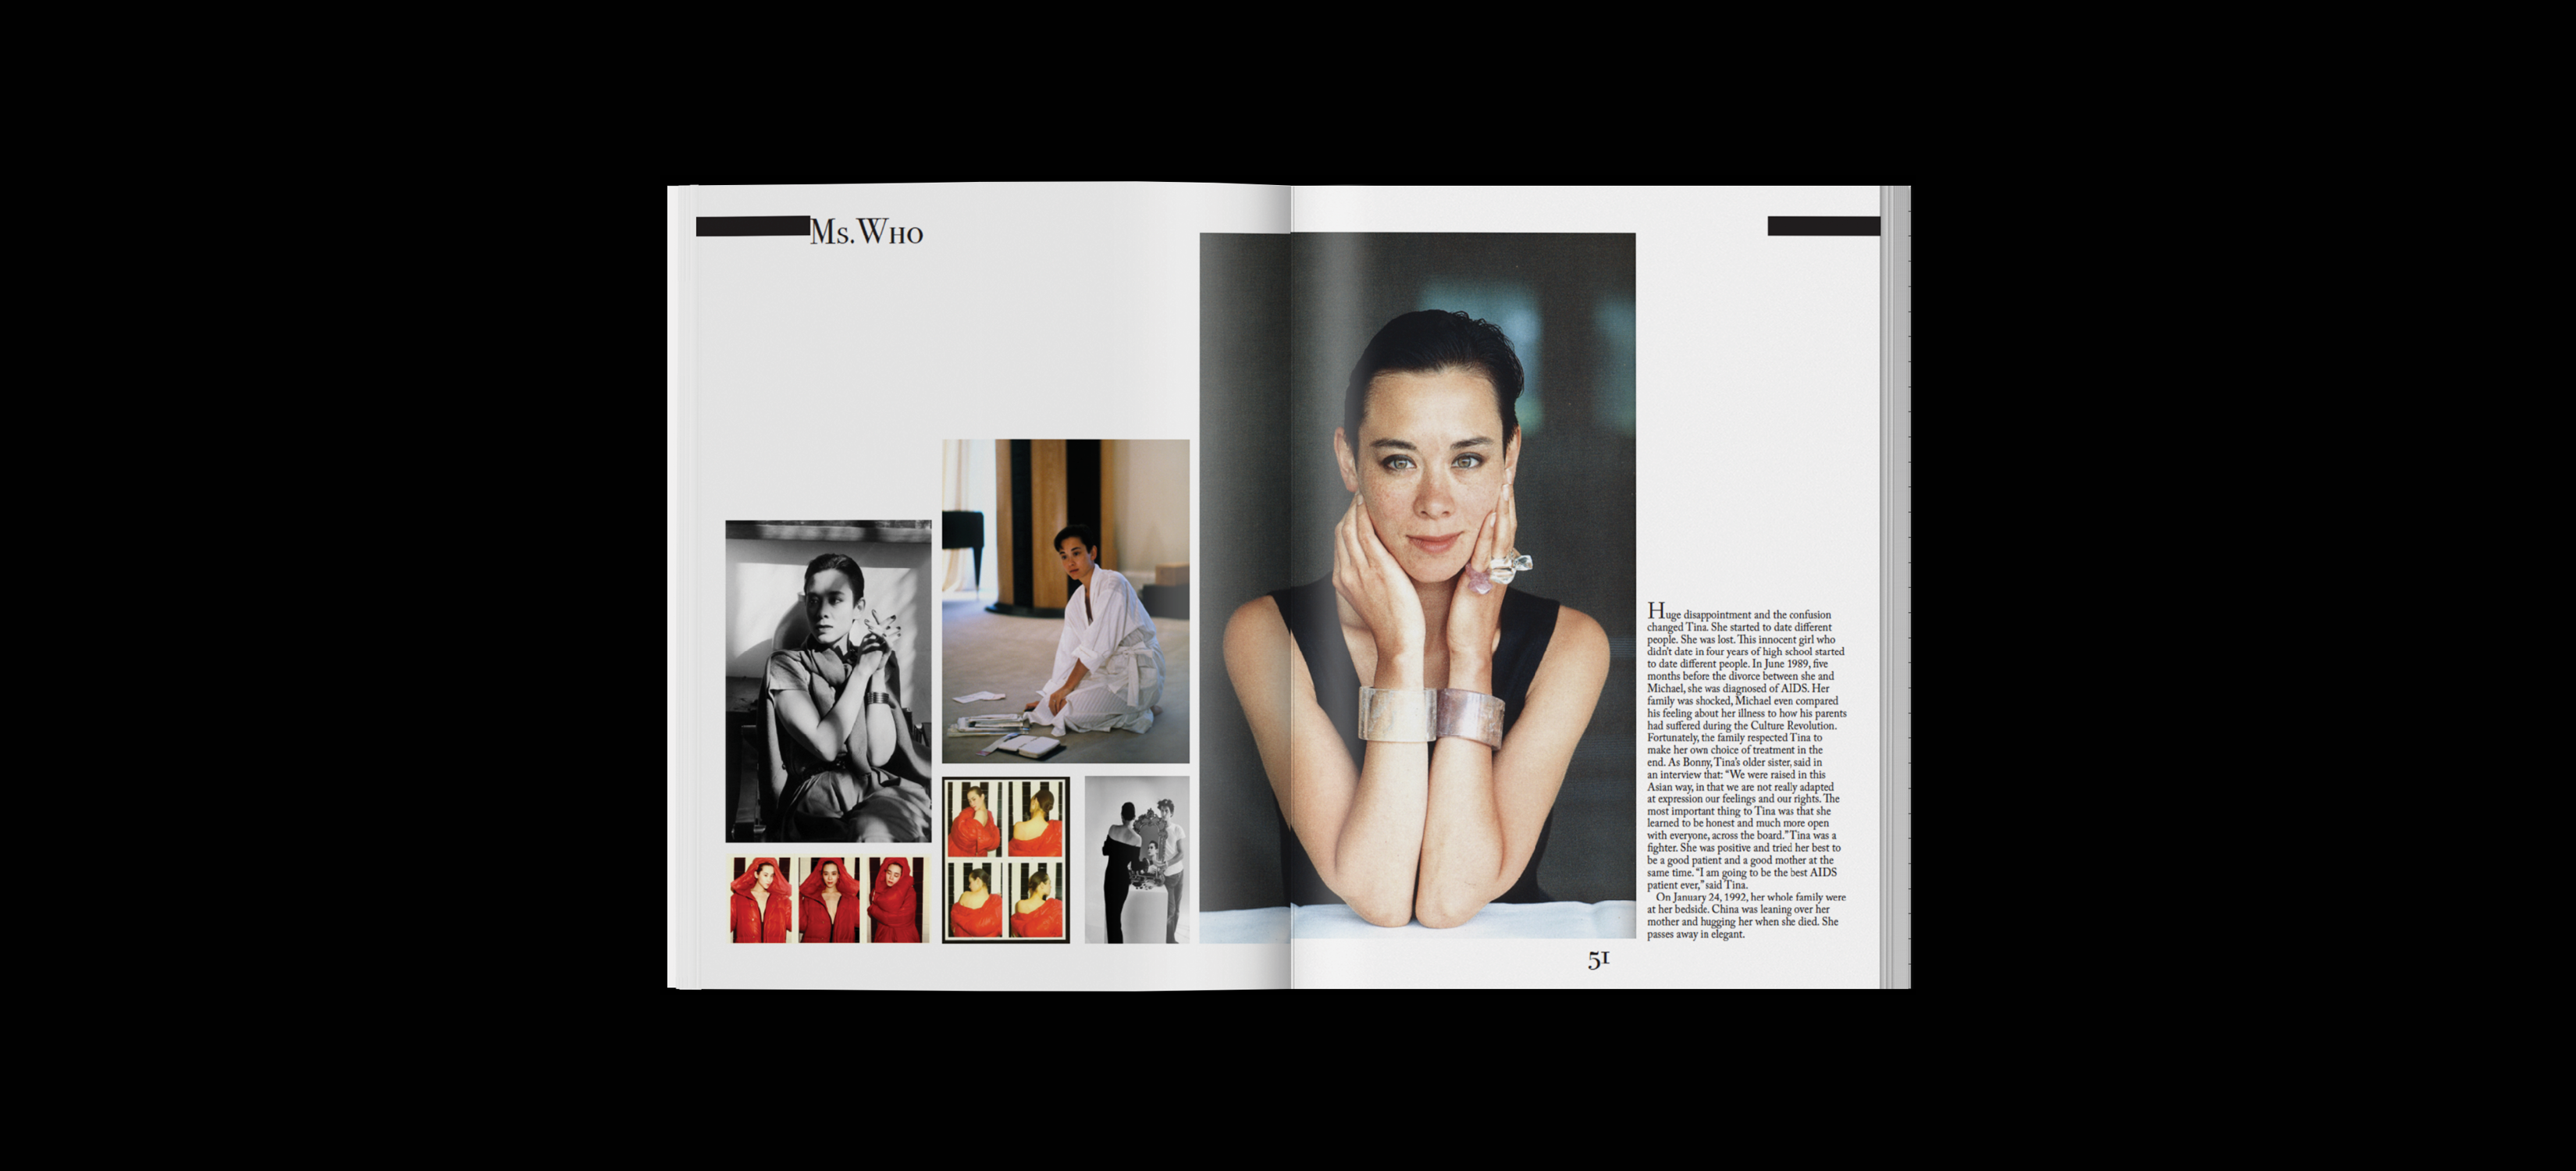 Ms. Who
Huge disappointment and the confusion
changed Tina. She started to date different
people. She was lost. This innocent girl who
didn't date in four years of high school started
to date different people. In June 1989, five
months before the divorce between she and
Michael, she was diagnosed of AIDS. Her
family was shocked, Michael even compared
his feeling about her illness to how his parents
had suffered during the Culture Revolution.
Fortunately, the family respected Tina to
make her own choice of treatment in the
end. As Bonny, Tina's older sister, said in
an interview that: “We were raised in this
Asian way, in that we are not really adapted
at expression our feelings and our rights. The
most important thing to Tina was that she
learned to be honest and much more open
with everyone, across the board.” Tina was a
fighter. She was positive and tried her best to
be a good patient and a good mother at the
same time. “I am going to be the best AIDS
patient ever,” said Tina.
On January 24, 1992, her whole family were
at her bedside. China was leaning over her
mother and hugging her when she died. She
passes away in elegant.
51